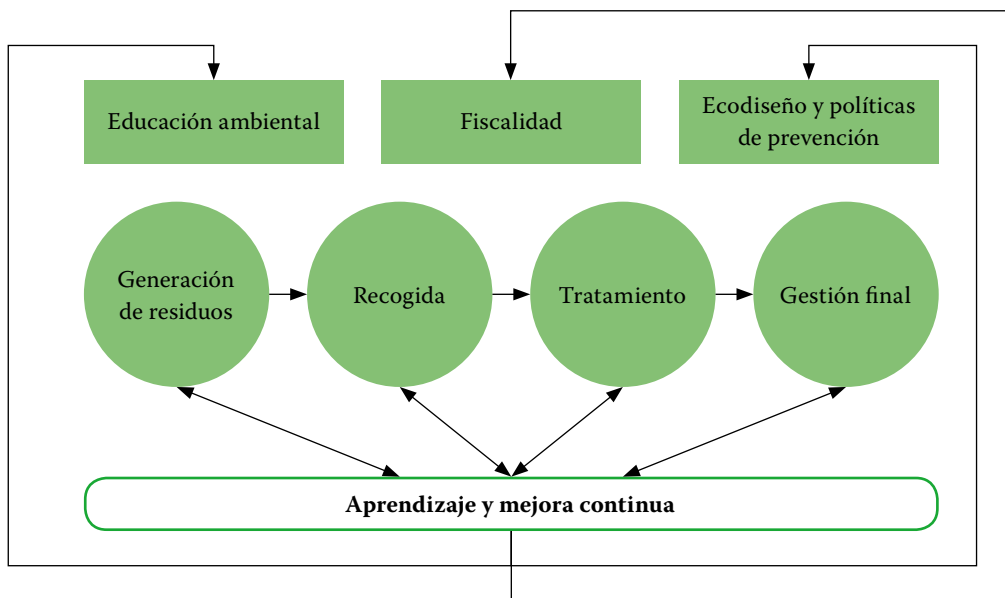 Educación ambiental
Fiscalidad
Ecodiseño y políticas
de prevención
Generación
de residuos
Recogida
Tratamiento
Gestión final
Aprendizaje y mejora continua